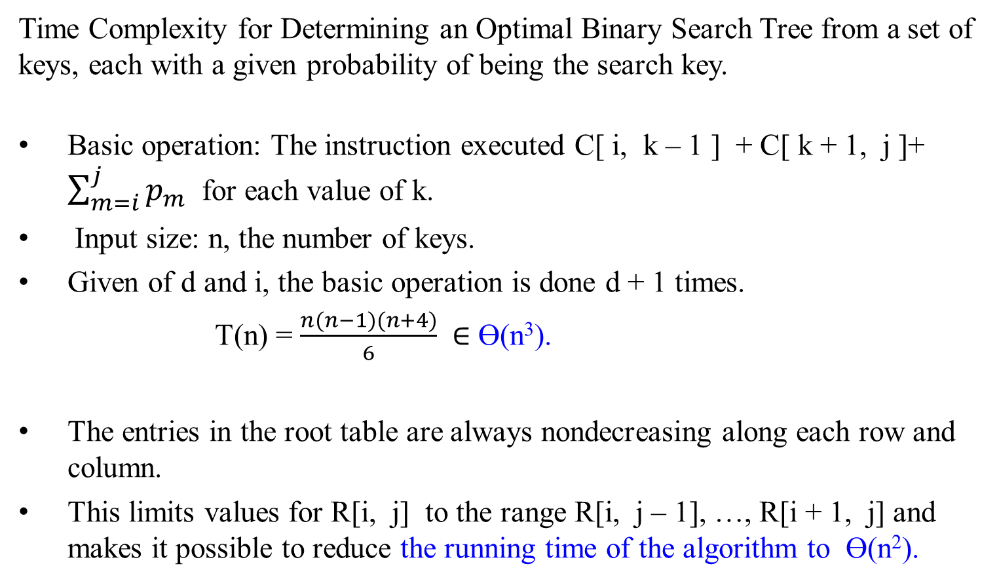 Time Complexity for Determining an Optimal Binary Search Tree from a set of
keys, each with a given probability of being the search key.
• Basic operation: The instruction executed C[ i, k – 1 ] + C[ k + 1, j ]+
∑_{m=i}^{j} p_m for each value of k.
• Input size: n, the number of keys.
• Given of d and i, the basic operation is done d + 1 times.
T(n) = \frac{n(n−1)(n+4)}{6} ∈ Ө(n³).
• The entries in the root table are always nondecreasing along each row and
column.
• This limits values for R[i, j] to the range R[i, j – 1], …, R[i + 1, j] and
makes it possible to reduce the running time of the algorithm to Ө(n²).